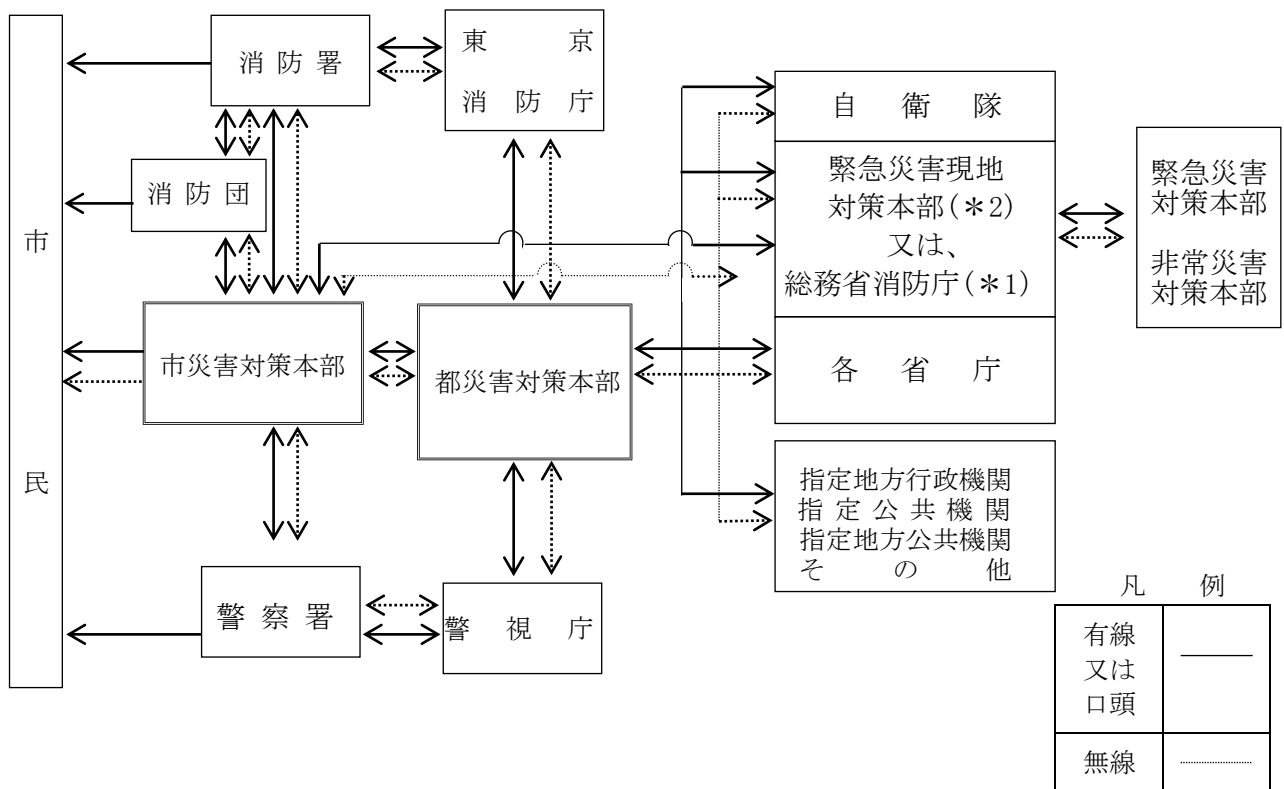 市
民
消防署
消防団
市災害対策本部
警察署
東京
消防庁
都災害対策本部
警視庁
自衛隊
緊急災害現地
対策本部(＊2)
又は、
総務省消防庁(＊1)
各省庁
指定地方行政機関
指定公共機関
指定地方公共機関
その他
緊急災害
対策本部
非常災害
対策本部
凡例
有線
又は
口頭
無線